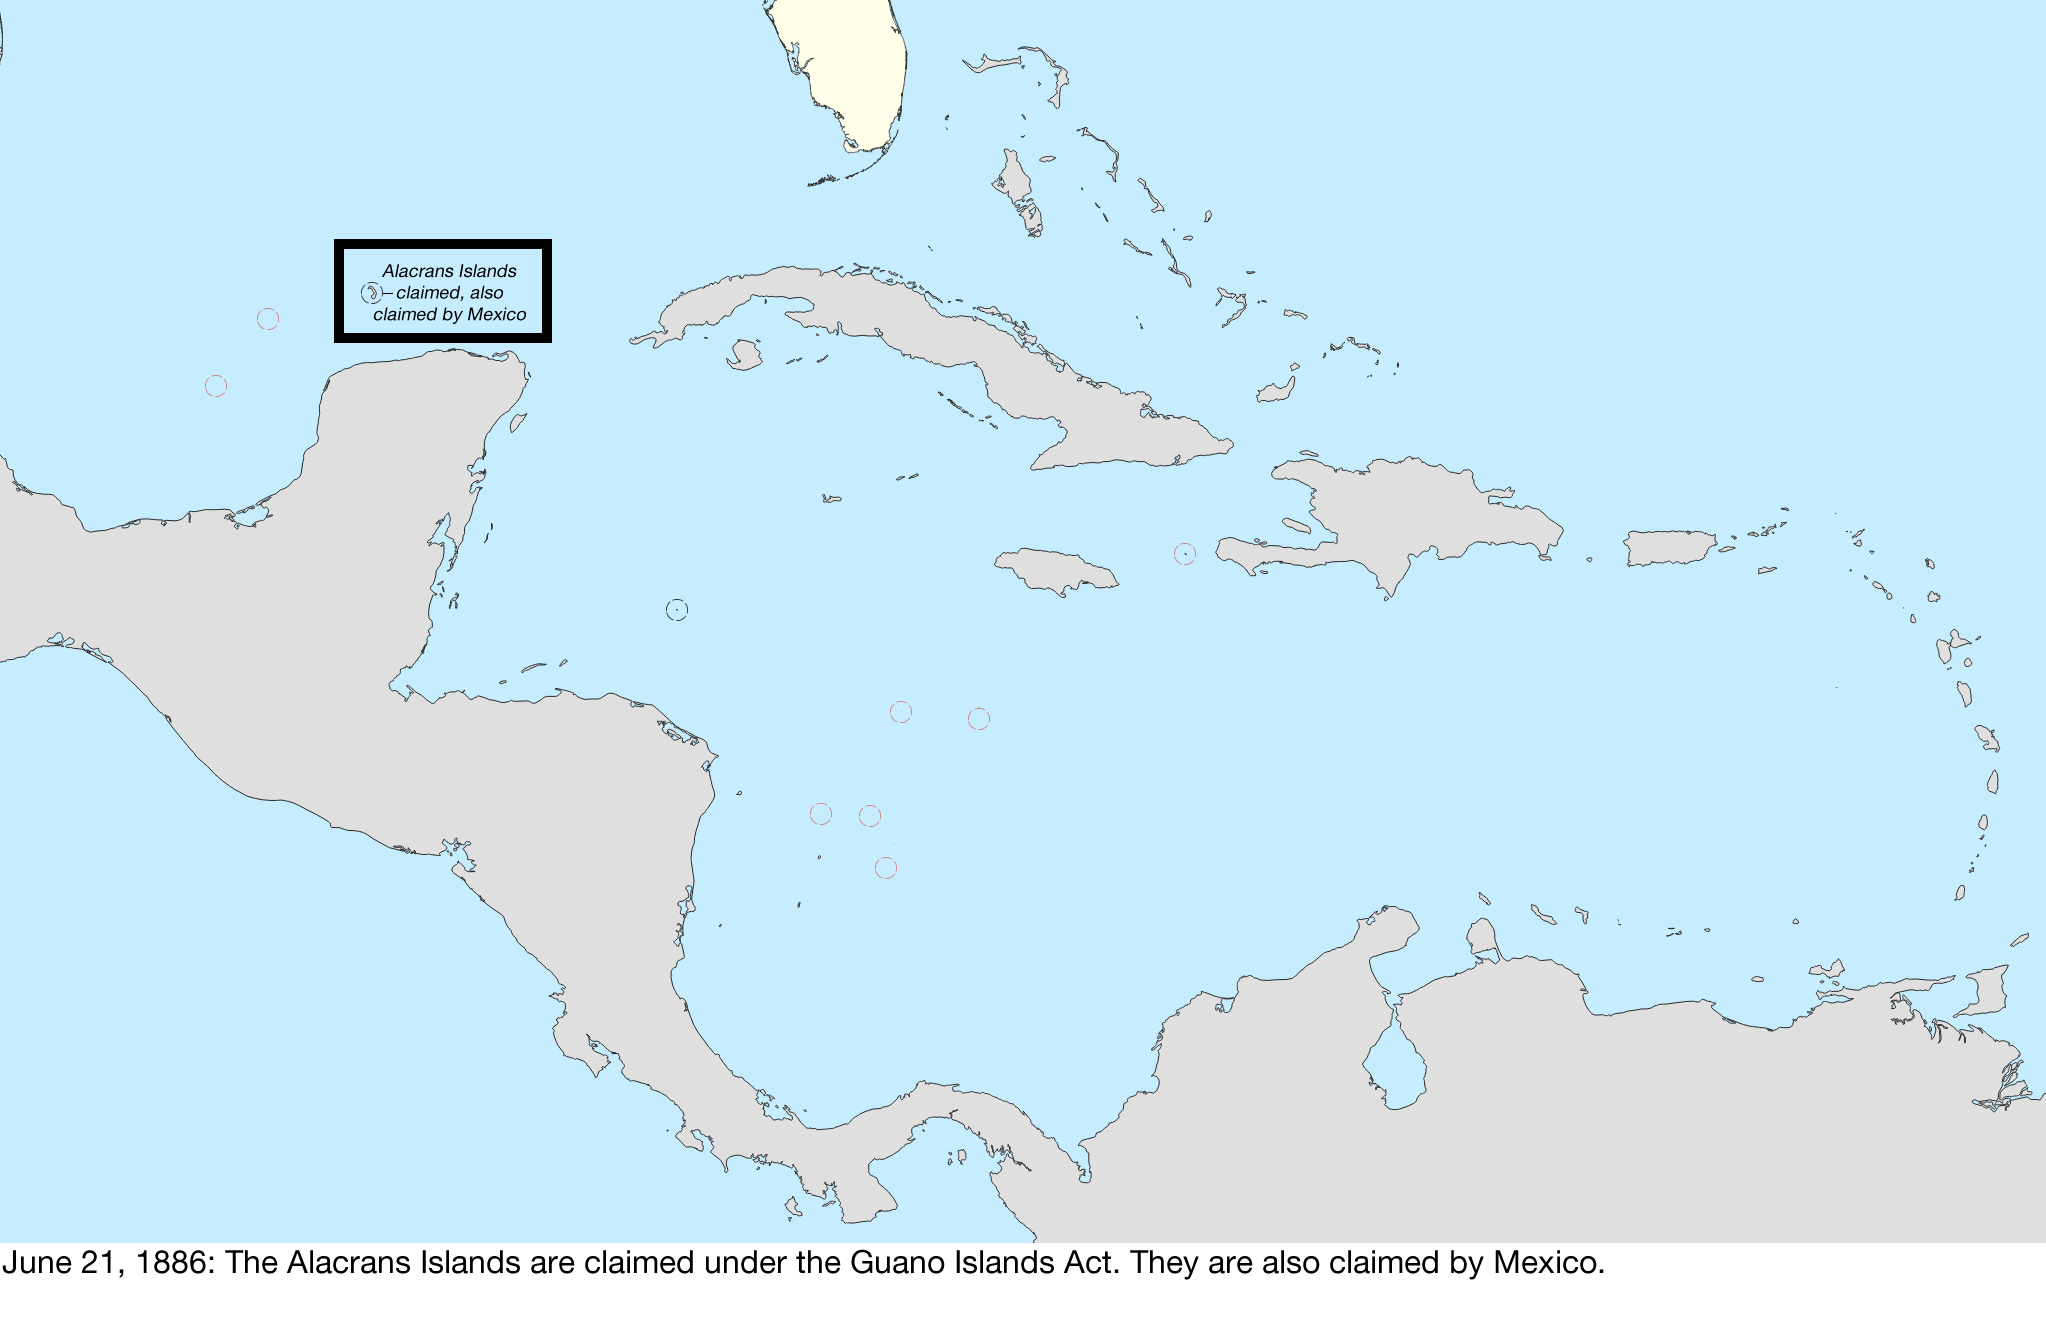 Alacrans Islands
claimed, also
claimed by Mexico
June 21, 1886: The Alacrans Islands are claimed under the Guano Islands Act. They are also claimed by Mexico.